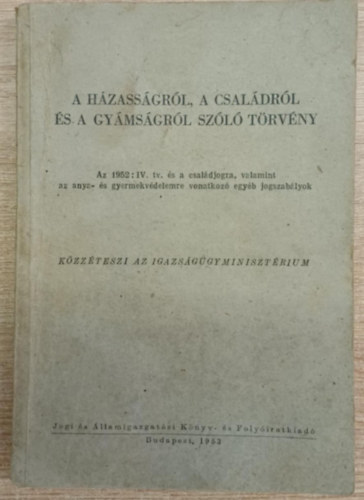 A HÁZASSÁGRÓL, A CSALÁDRÓL
ÉS A GYÁMSÁGRÓL SZÓLÓ TÖRVÉNY
Az 1952:IV. tv. és a családjogra, valamint
az anya- és gyermekvédelemre vonatkozó egyéb jogszabályok
KÖZZÉTESZI AZ IGAZSÁGÜGYMINISZTÉRIUM
Jogi és Államigazgatási Könyv- és Folyóiratkiadó
Budapest, 1953